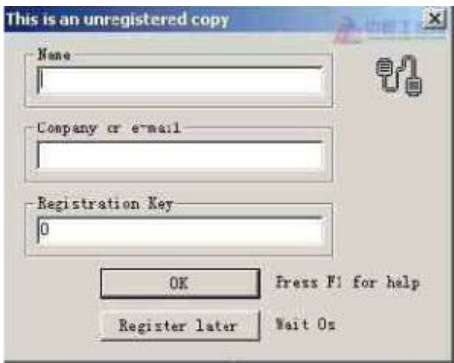 This is an unregistered copy
Name
Company or e-mail
Registration Key
0
OK
Press F1 for help
Register later
Wait 0s